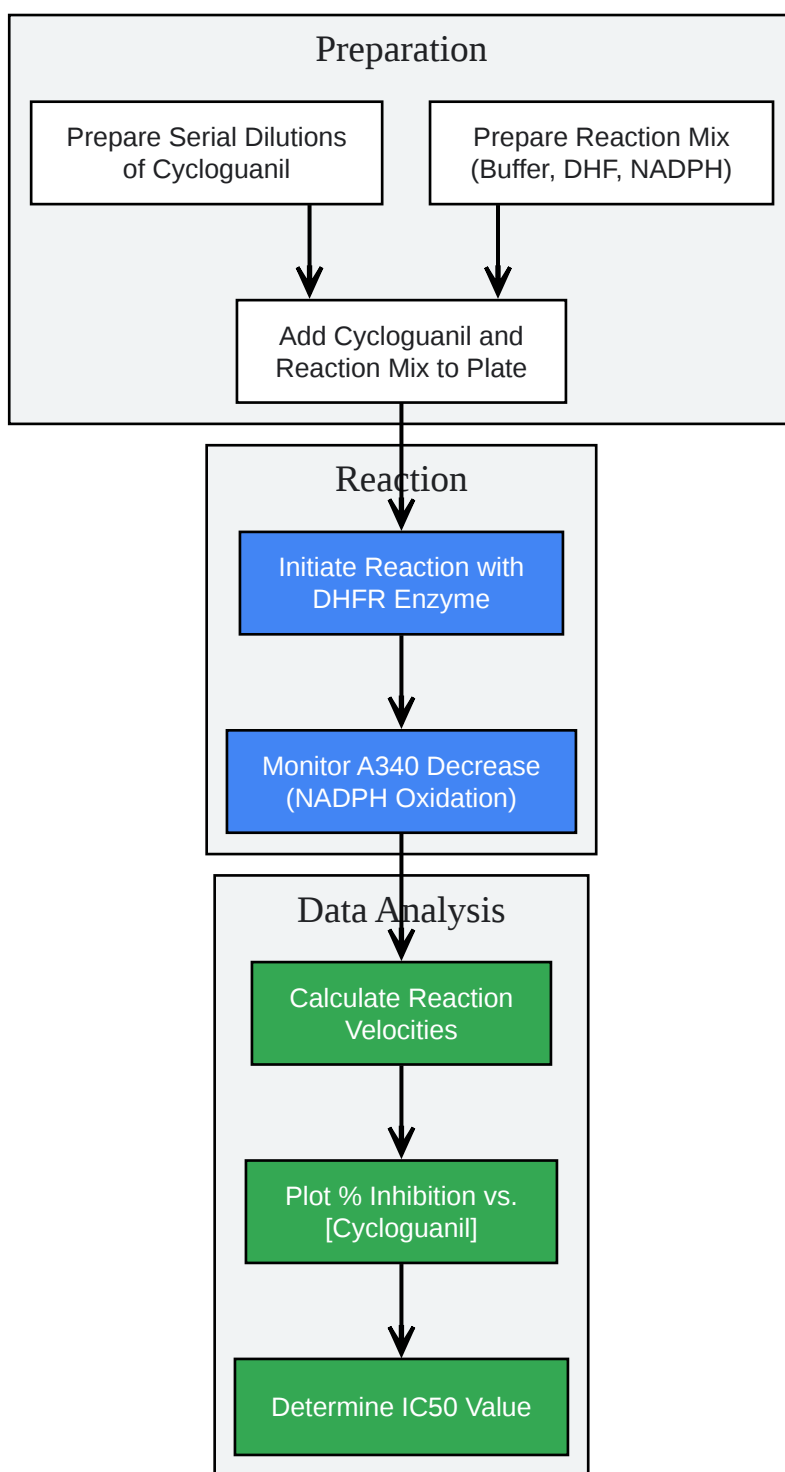 Preparation
Prepare Serial Dilutions
of Cycloguanil
Prepare Reaction Mix
(Buffer, DHF, NADPH)
Add Cycloguanil and
Reaction Mix to Plate
Reaction
Initiate Reaction with
DHFR Enzyme
Monitor A340 Decrease
(NADPH Oxidation)
Data Analysis
Calculate Reaction
Velocities
Plot % Inhibition vs.
[Cycloguanil]
Determine IC50 Value